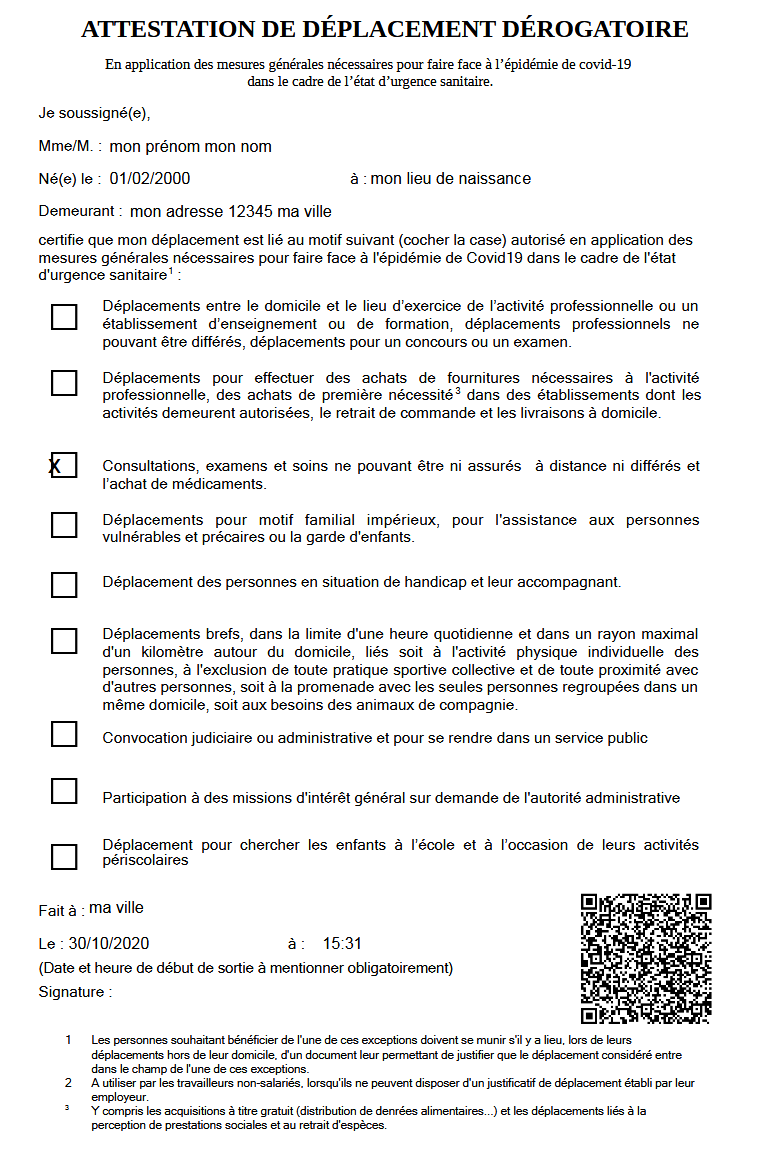 ATTESTATION DE DÉPLACEMENT DÉROGATOIRE
En application des mesures générales nécessaires pour faire face à l’épidémie de covid-19
dans le cadre de l’état d’urgence sanitaire.
Je soussigné(e),
Mme/M. : mon prénom mon nom
Né(e) le : 01/02/2000 à : mon lieu de naissance
Demeurant : mon adresse 12345 ma ville
certifie que mon déplacement est lié au motif suivant (cocher la case) autorisé en application des
mesures générales nécessaires pour faire face à l'épidémie de Covid19 dans le cadre de l'état
d'urgence sanitaire1 :
Déplacements entre le domicile et le lieu d’exercice de l’activité professionnelle ou un
établissement d’enseignement ou de formation, déplacements professionnels ne
pouvant être différés, déplacements pour un concours ou un examen.
Déplacements pour effectuer des achats de fournitures nécessaires à l'activité
professionnelle, des achats de première nécessité3 dans des établissements dont les
activités demeurent autorisées, le retrait de commande et les livraisons à domicile.
X Consultations, examens et soins ne pouvant être ni assurés à distance ni différés et
l’achat de médicaments.
Déplacements pour motif familial impérieux, pour l'assistance aux personnes
vulnérables et précaires ou la garde d'enfants.
Déplacement des personnes en situation de handicap et leur accompagnant.
Déplacements brefs, dans la limite d'une heure quotidienne et dans un rayon maximal
d'un kilomètre autour du domicile, liés soit à l'activité physique individuelle des
personnes, à l'exclusion de toute pratique sportive collective et de toute proximité avec
d'autres personnes, soit à la promenade avec les seules personnes regroupées dans un
même domicile, soit aux besoins des animaux de compagnie.
Convocation judiciaire ou administrative et pour se rendre dans un service public
Participation à des missions d'intérêt général sur demande de l'autorité administrative
Déplacement pour chercher les enfants à l’école et à l’occasion de leurs activités
périscolaires
Fait à : ma ville
Le : 30/10/2020 à : 15:31
(Date et heure de début de sortie à mentionner obligatoirement)
Signature :
1 Les personnes souhaitant bénéficier de l'une de ces exceptions doivent se munir s'il y a lieu, lors de leurs
déplacements hors de leur domicile, d'un document leur permettant de justifier que le déplacement considéré entre
dans le champ de l'une de ces exceptions.
2 A utiliser par les travailleurs non-salariés, lorsqu'ils ne peuvent disposer d'un justificatif de déplacement établi par leur
employeur.
3 Y compris les acquisitions à titre gratuit (distribution de denrées alimentaires...) et les déplacements liés à la
perception de prestations sociales et au retrait d'espèces.